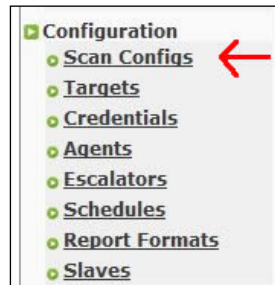 Configuration
Scan Configs
Targets
Credentials
Agents
Escalators
Schedules
Report Formats
Slaves